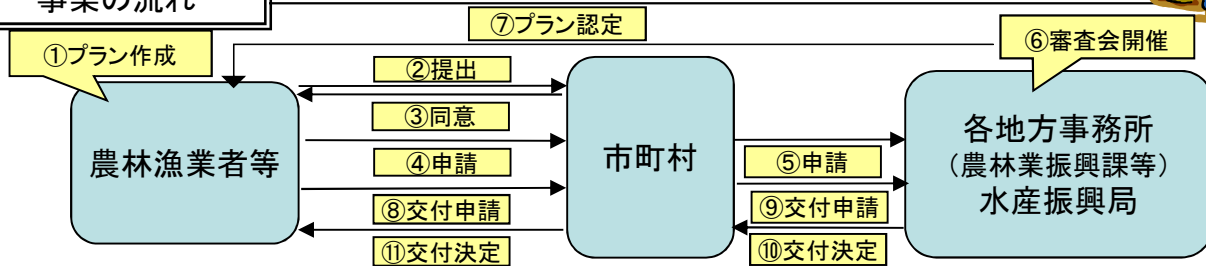 事業の流れ
⑦プラン認定
①プラン作成
⑥審査会開催
②提出
③同意
④申請
⑤申請
⑧交付申請
⑨交付申請
⑪交付決定
⑩交付決定
農林漁業者等
市町村
各地方事務所
（農林業振興課等）
水産振興局